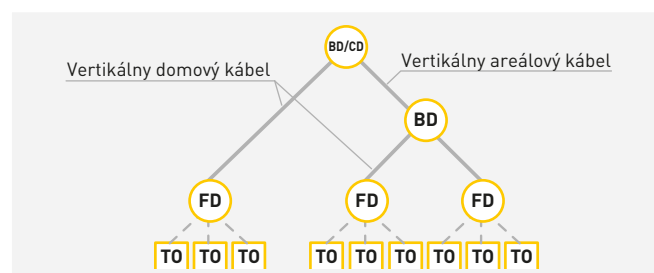 BD/CD
Vertikálny domový kábel
Vertikálny areálový kábel
BD
FD FD FD
TO TO TO TO TO TO TO TO TO